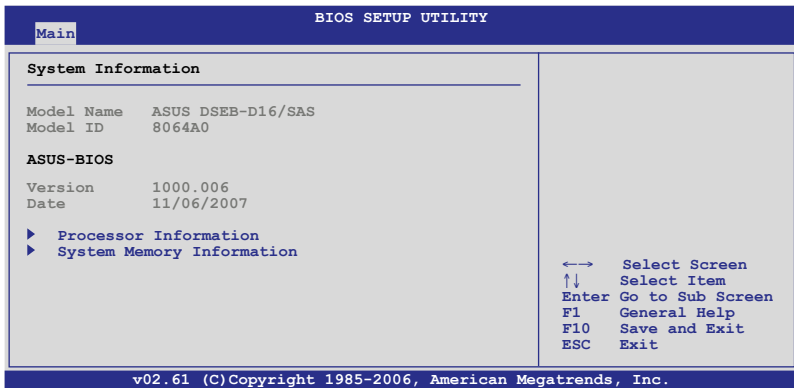 BIOS SETUP UTILITY
Main
System Information
Model Name ASUS DSEB-D16/SAS
Model ID 8064A0
ASUS-BIOS
Version 1000.006
Date 11/06/2007
Processor Information
System Memory Information
←→ Select Screen
↑↓ Select Item
Enter Go to Sub Screen
F1 General Help
F10 Save and Exit
ESC Exit
v02.61 (C)Copyright 1985-2006, American Megatrends, Inc.